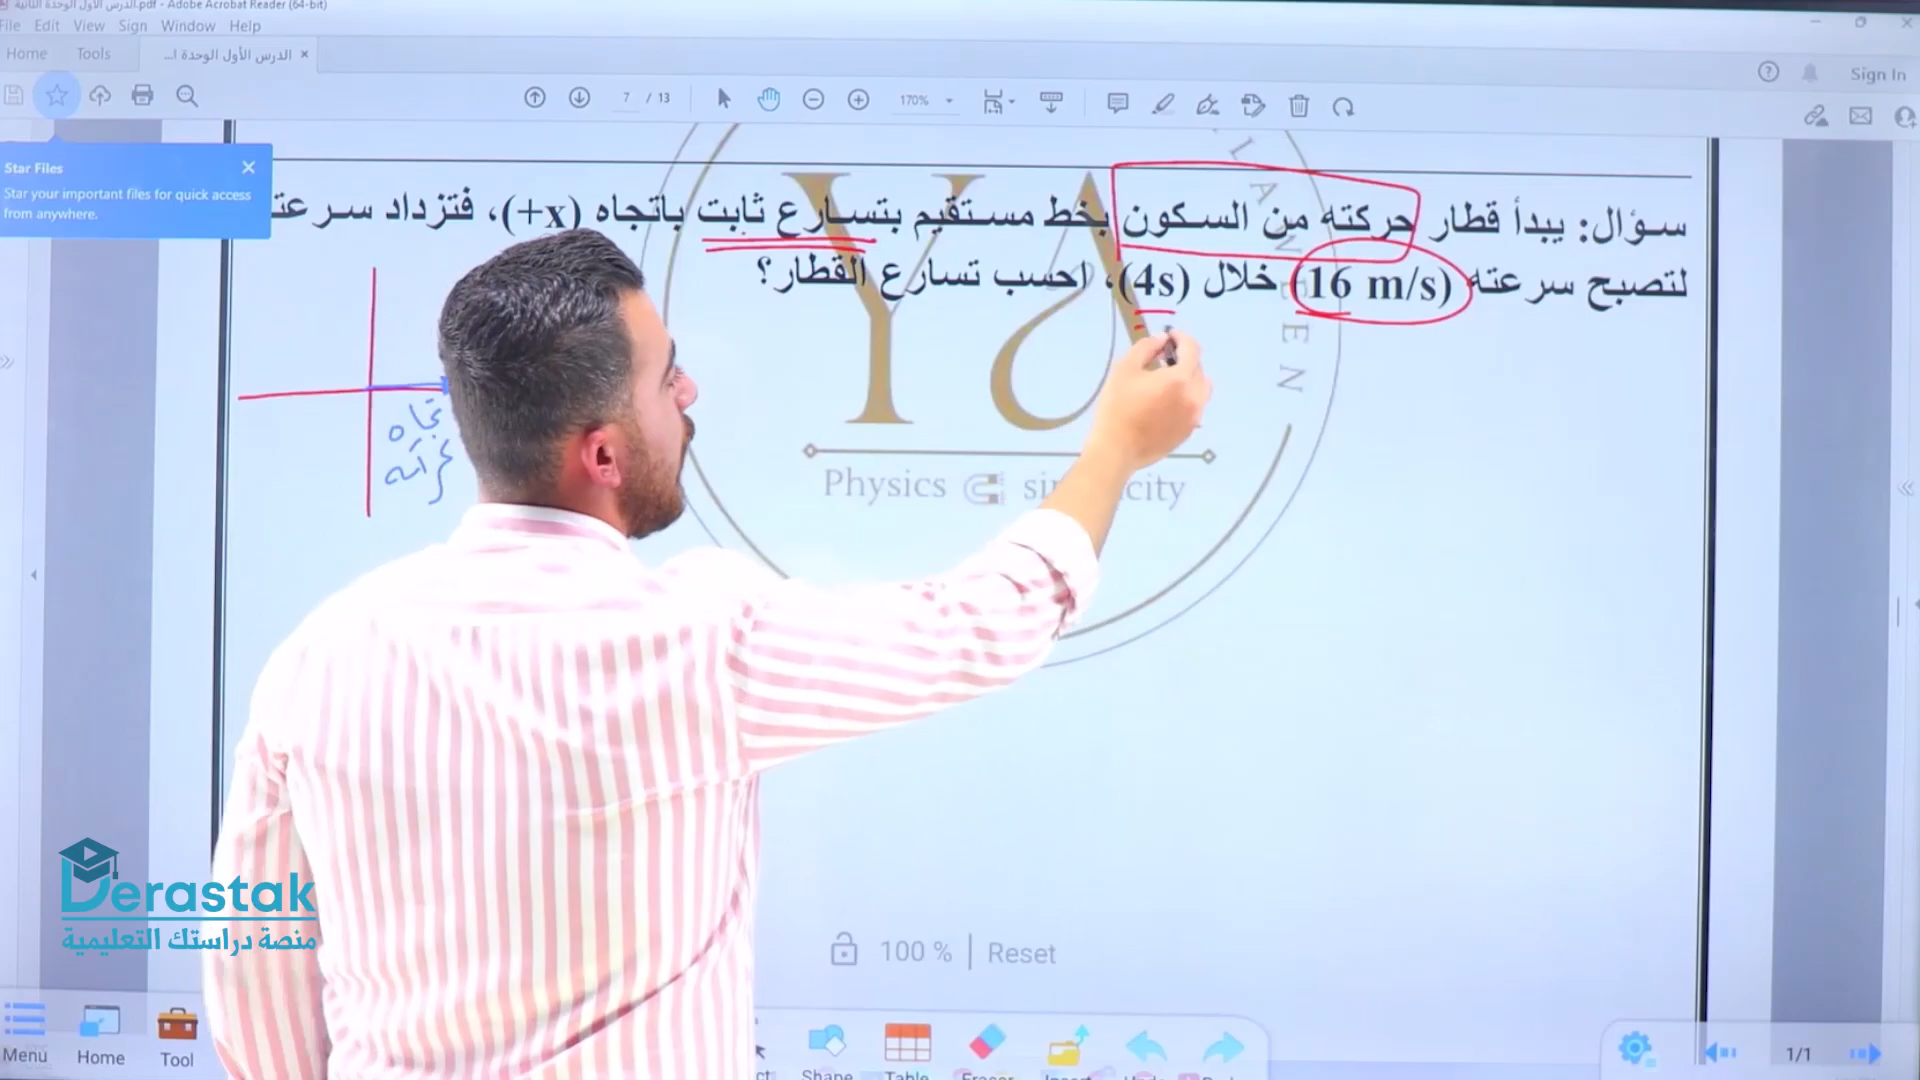 الدرس الأول الوحدة الثانية.pdf - Adobe Acrobat Reader (64-bit)
File Edit View Sign Window Help
Home Tools الدرس الأول الوحدة ا... ×
Sign In
7 / 13 170%
Star Files
Star your important files for quick access from anywhere.
سؤال: يبدأ قطار حركته من السكون بخط مستقيم بتسارع ثابت باتجاه (+x)، فتزداد سرعته
لتصبح سرعته (16 m/s) خلال (4s)، احسب تسارع القطار؟
Physics
Derastak
منصة دراستك التعليمية
100 % | Reset
Menu Home Tool Shape Table Eraser
1/1